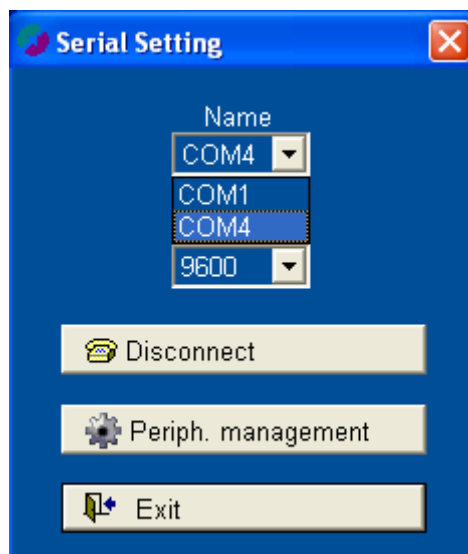 Serial Setting
Name
COM4
COM1
COM4
9600
Disconnect
Periph. management
Exit